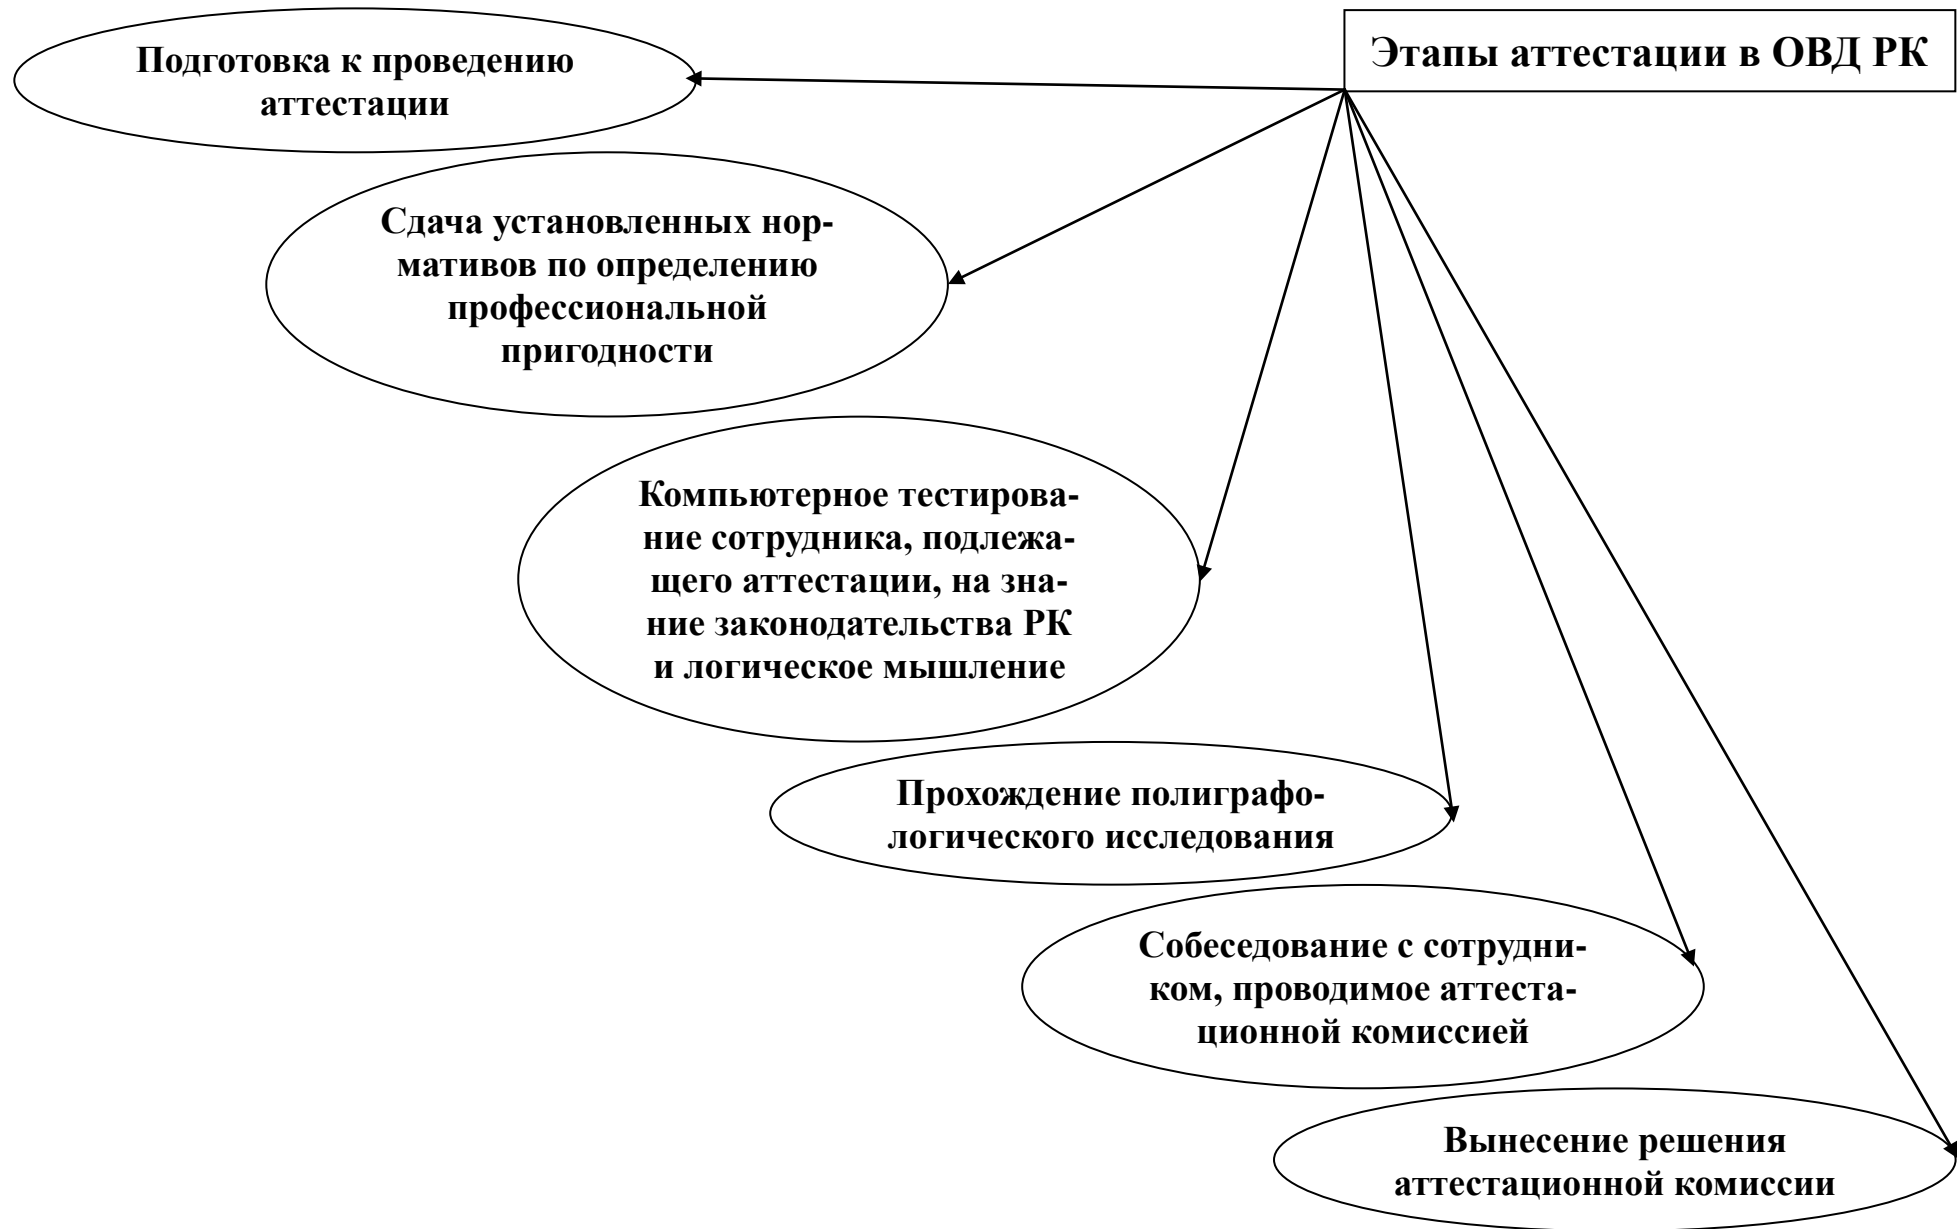 Этапы аттестации в ОВД РК
Подготовка к проведению
аттестации
Сдача установленных нор-
мативов по определению
профессиональной
пригодности
Компьютерное тестирова-
ние сотрудника, подлежа-
щего аттестации, на зна-
ние законодательства РК
и логическое мышление
Прохождение полиграфо-
логического исследования
Собеседование с сотрудни-
ком, проводимое аттеста-
ционной комиссией
Вынесение решения
аттестационной комиссии